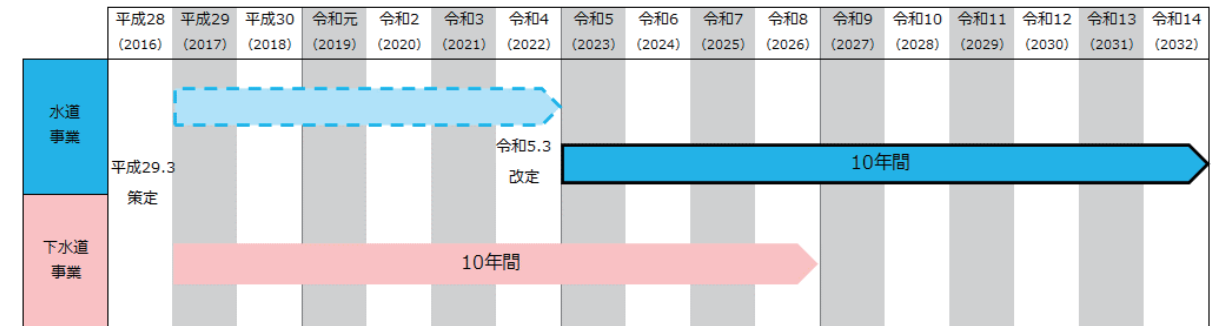 平成28 平成29 平成30 令和元 令和2 令和3 令和4 令和5 令和6 令和7 令和8 令和9 令和10 令和11 令和12 令和13 令和14
(2016) (2017) (2018) (2019) (2020) (2021) (2022) (2023) (2024) (2025) (2026) (2027) (2028) (2029) (2030) (2031) (2032)
水道
事業
平成29.3
策定
令和5.3
改定
10年間
下水道
事業
10年間